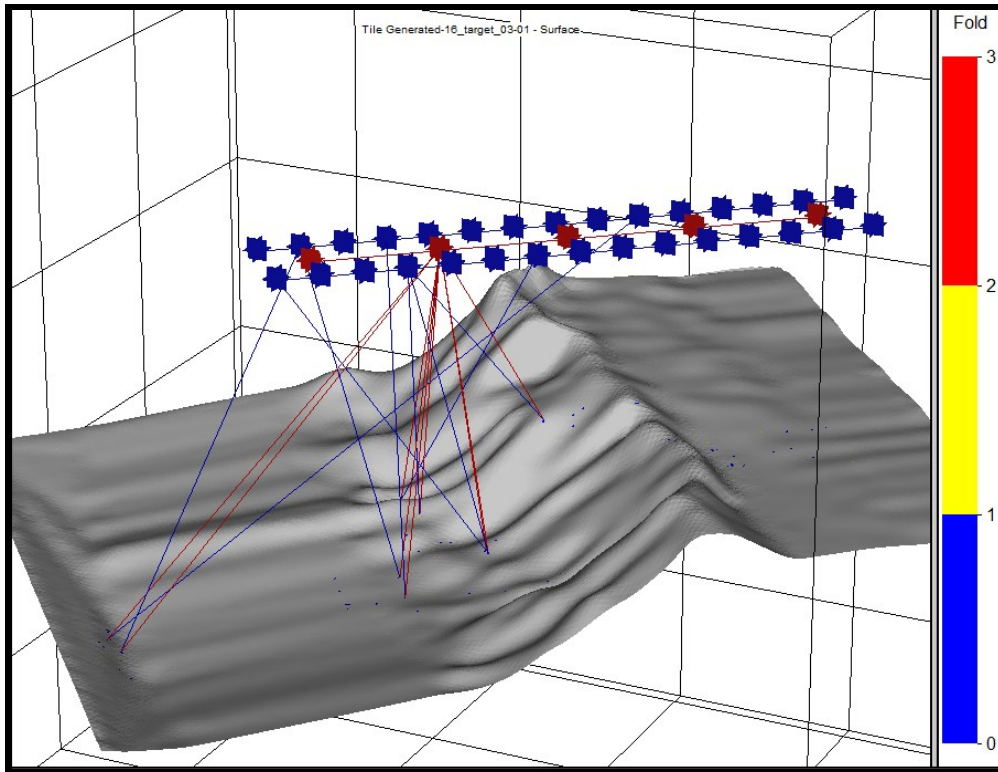 Tile Generated-16_target_03-01 - Surface
Fold
3
2
1
0